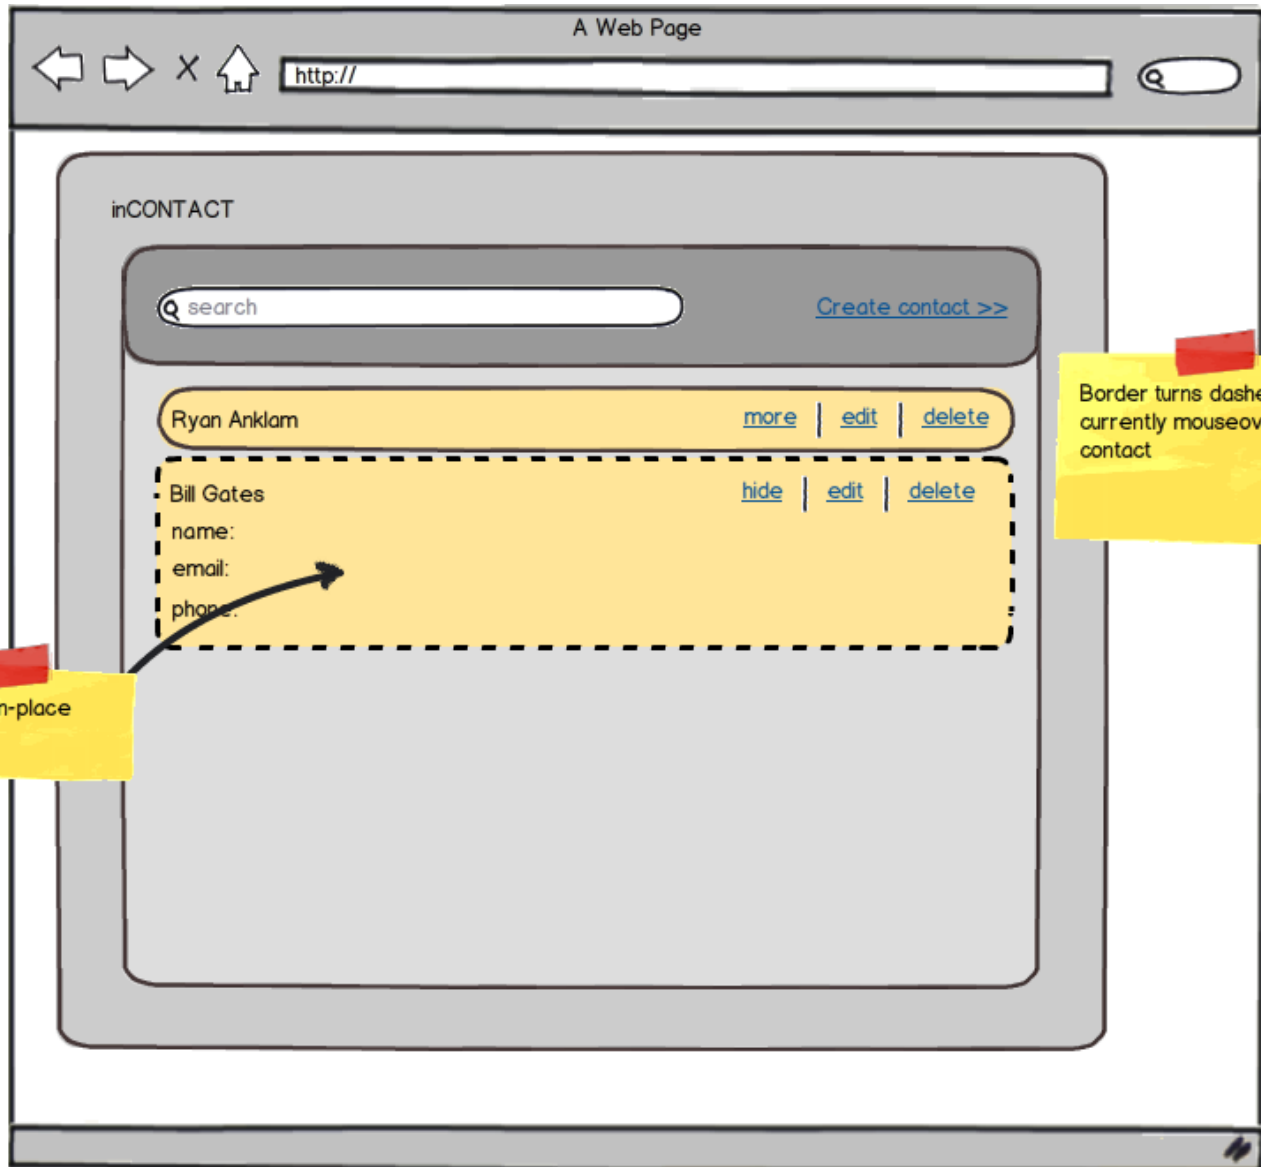 A Web Page
http://
inCONTACT
search
Create contact >>
Ryan Anklam
more | edit | delete
Border turns dashe
currently mouseov
contact
Bill Gates
hide | edit | delete
name:
email:
phone:
n-place